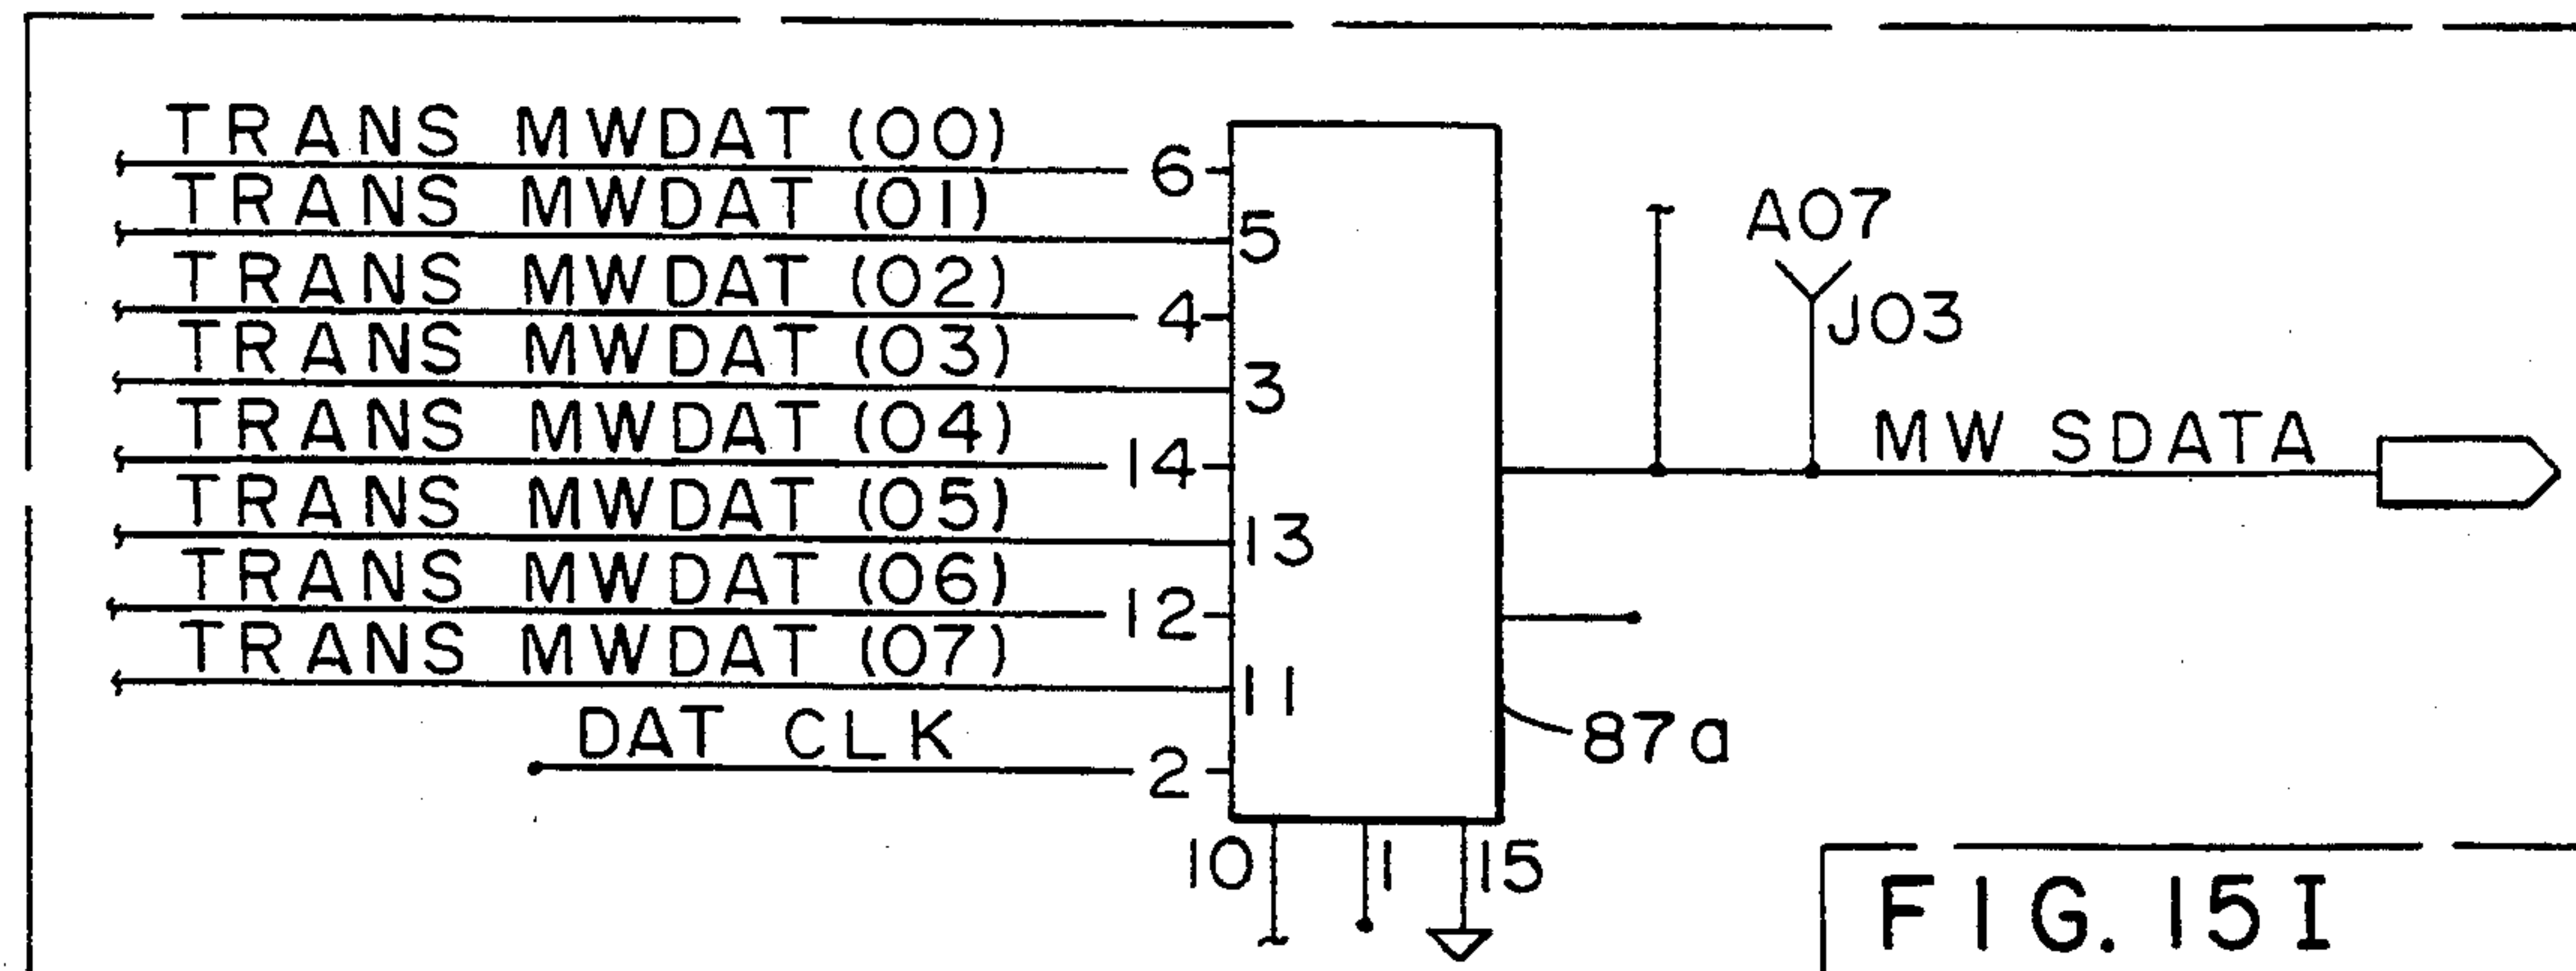 TRANS MWDAT (00)
6
TRANS MWDAT (01)
5
TRANS MWDAT (02)
4
TRANS MWDAT (03)
3
TRANS MWDAT (04)
14
TRANS MWDAT (05)
13
TRANS MWDAT (06)
12
TRANS MWDAT (07)
11
DAT CLK
2
10
1
15
A07
J03
MW SDATA
87a
FIG. 15I